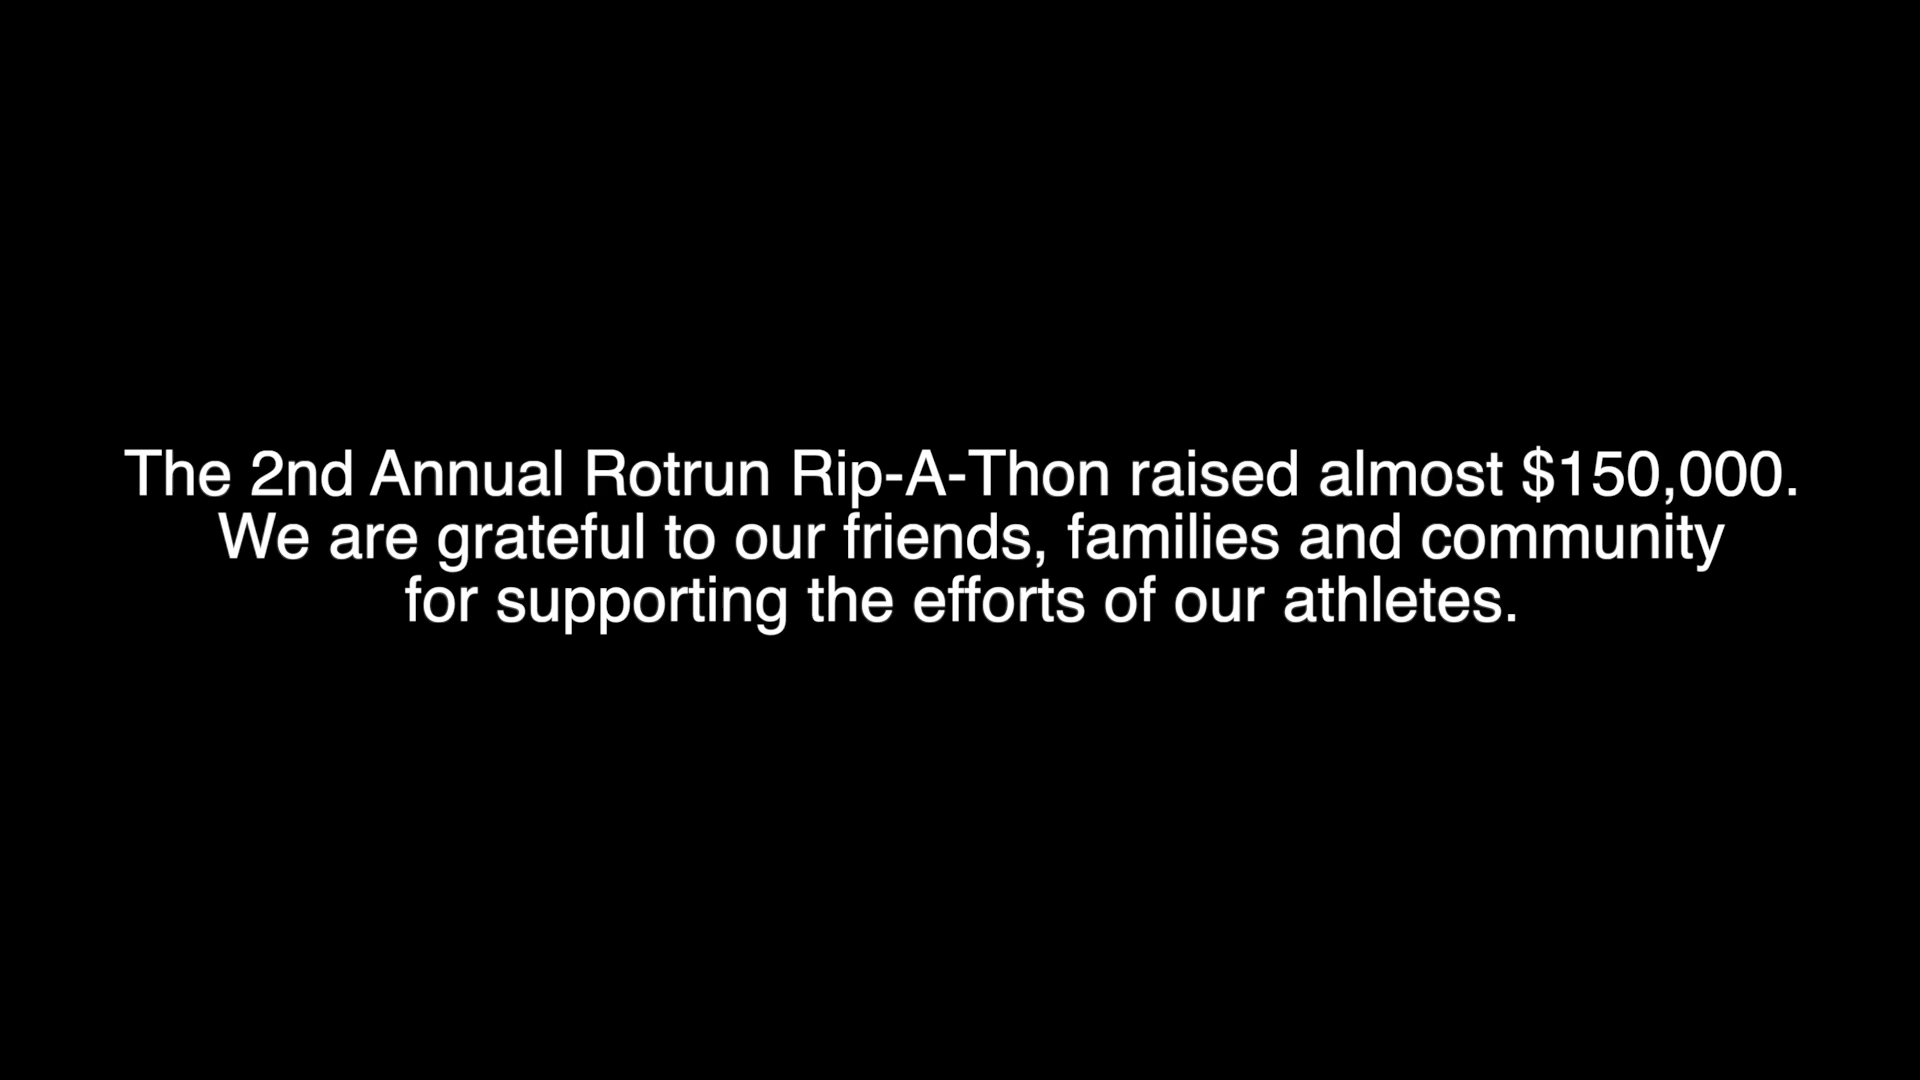 The 2nd Annual Rotrun Rip-A-Thon raised almost $150,000.
We are grateful to our friends, families and community
for supporting the efforts of our athletes.